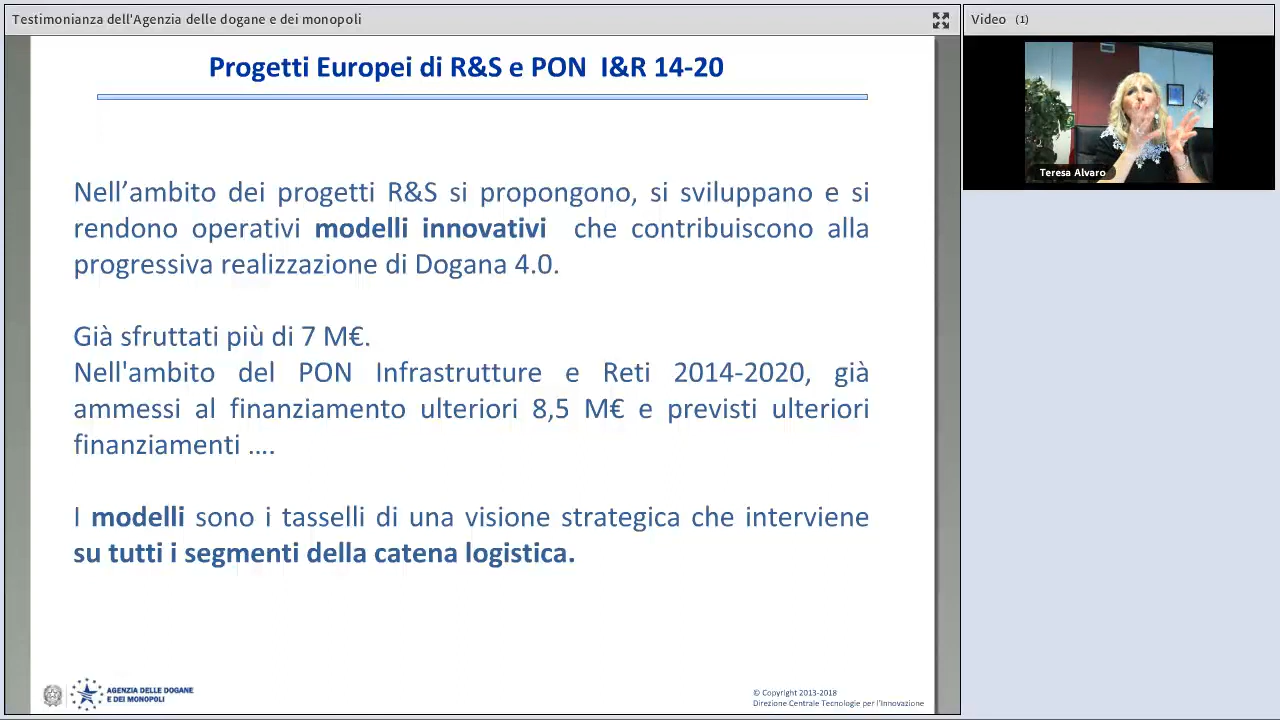 Testimonianza dell'Agenzia delle dogane e dei monopoli
Video (1)
Teresa Alvaro
Progetti Europei di R&S e PON I&R 14-20
Nell’ambito dei progetti R&S si propongono, si sviluppano e si
rendono operativi modelli innovativi che contribuiscono alla
progressiva realizzazione di Dogana 4.0.
Già sfruttati più di 7 M€.
Nell'ambito del PON Infrastrutture e Reti 2014-2020, già
ammessi al finanziamento ulteriori 8,5 M€ e previsti ulteriori
finanziamenti ....
I modelli sono i tasselli di una visione strategica che interviene
su tutti i segmenti della catena logistica.
AGENZIA DELLE DOGANE
E DEI MONOPOLI
© Copyright 2013-2018
Direzione Centrale Tecnologie per l'Innovazione